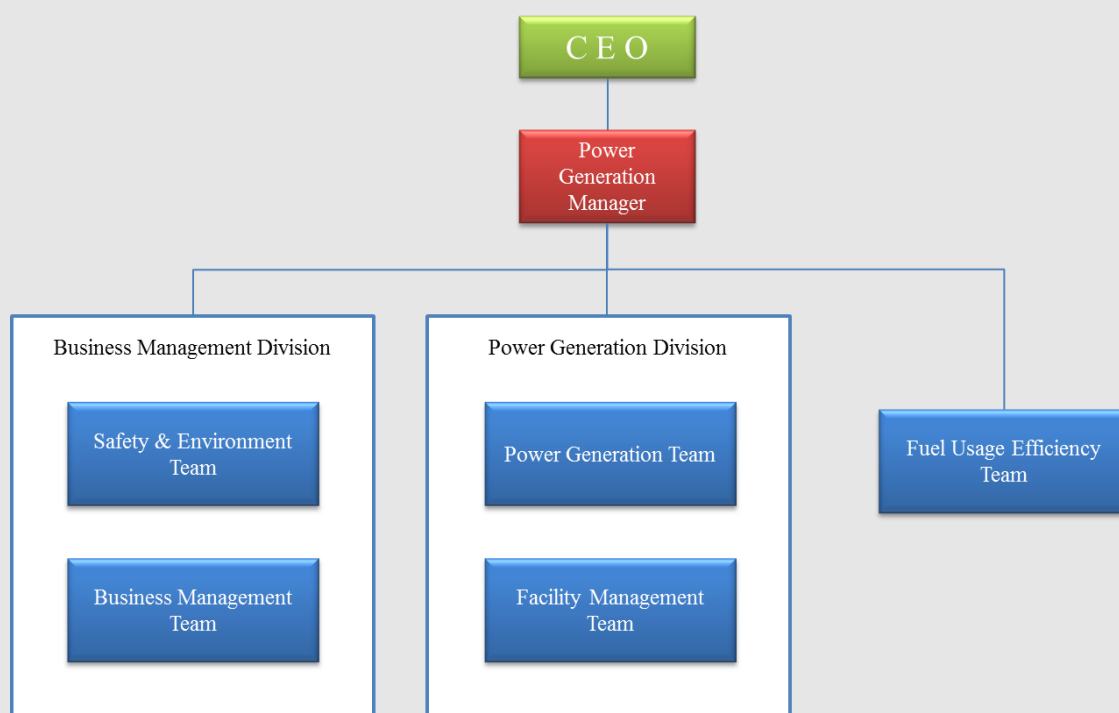 C E O
Power
Generation
Manager
Business Management Division
Safety & Environment
Team
Business Management
Team
Power Generation Division
Power Generation Team
Facility Management
Team
Fuel Usage Efficiency
Team